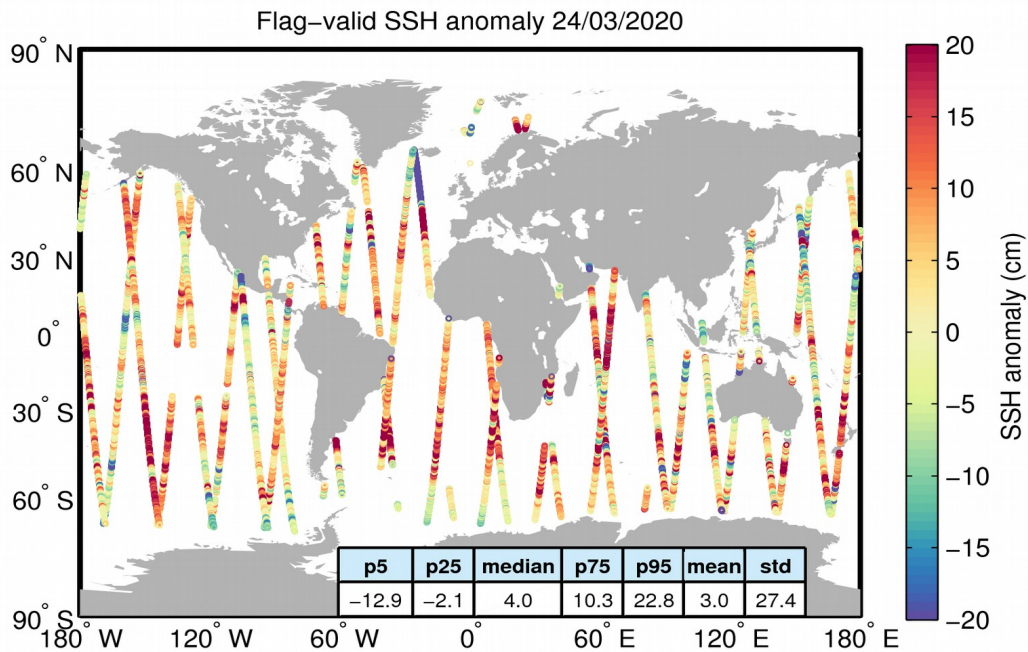 Flag−valid SSH anomaly 24/03/2020
90° N
60° N
30° N
0°
30° S
60° S
90° S
180° W
120° W
60° W
0°
60° E
120° E
180° E
p5 p25 median p75 p95 mean std
−12.9 −2.1 4.0 10.3 22.8 3.0 27.4
20
15
10
5
0
−5
−10
−15
−20
SSH anomaly (cm)